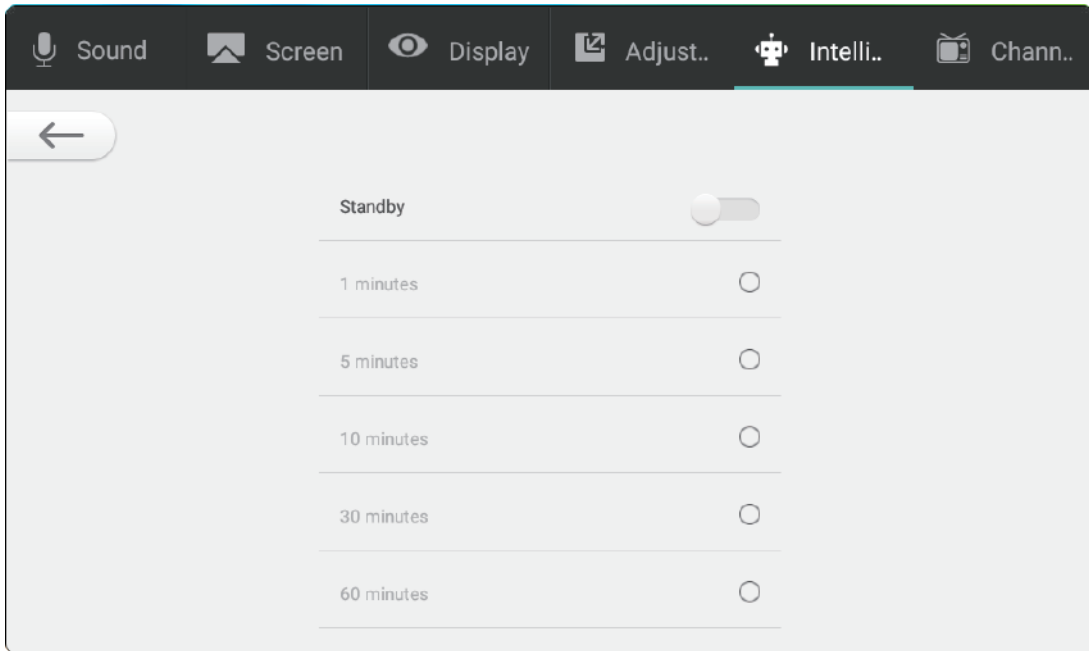 Sound Screen Display Adjust.. Intelli.. Chann..
Standby
1 minutes
5 minutes
10 minutes
30 minutes
60 minutes